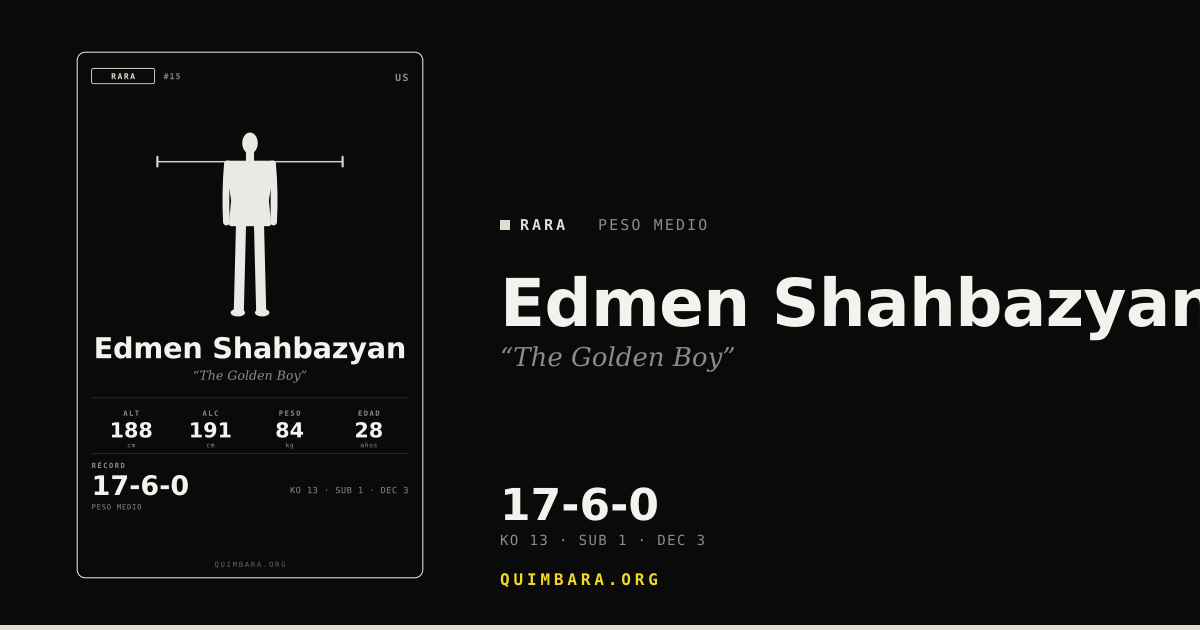 RARA #15 US
Edmen Shahbazyan
“The Golden Boy”
ALT ALC PESO EDAD
188 191 84 28
cm cm kg años
RÉCORD
17-6-0 KO 13 · SUB 1 · DEC 3
PESO MEDIO
QUIMBARA.ORG
RARA PESO MEDIO
Edmen Shahbazyan
“The Golden Boy”
17-6-0
KO 13 · SUB 1 · DEC 3
QUIMBARA.ORG